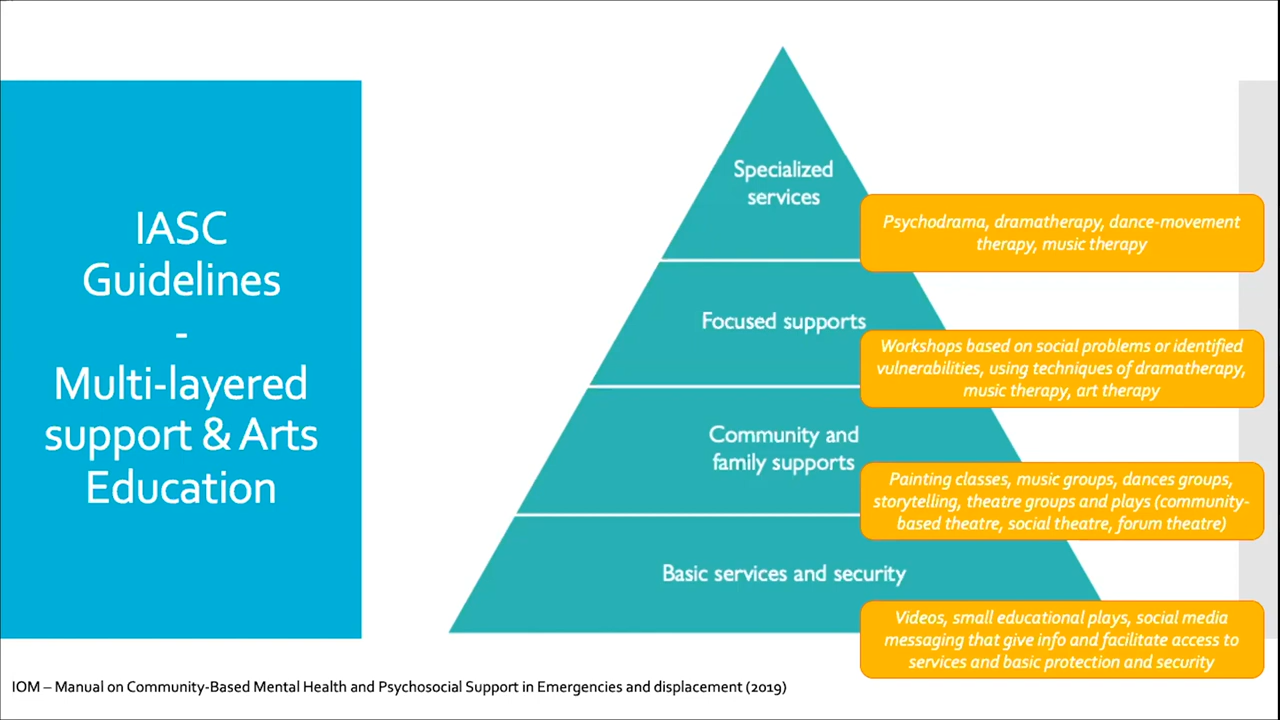 IASC
Guidelines
-
Multi-layered
support & Arts
Education
Specialized
services
Psychodrama, dramatherapy, dance-movement
therapy, music therapy
Focused supports
Workshops based on social problems or identified
vulnerabilities, using techniques of dramatherapy,
music therapy, art therapy
Community and
family supports
Painting classes, music groups, dances groups,
storytelling, theatre groups and plays (community-
based theatre, social theatre, forum theatre)
Basic services and security
Videos, small educational plays, social media
messaging that give info and facilitate access to
services and basic protection and security
IOM – Manual on Community-Based Mental Health and Psychosocial Support in Emergencies and displacement (2019)